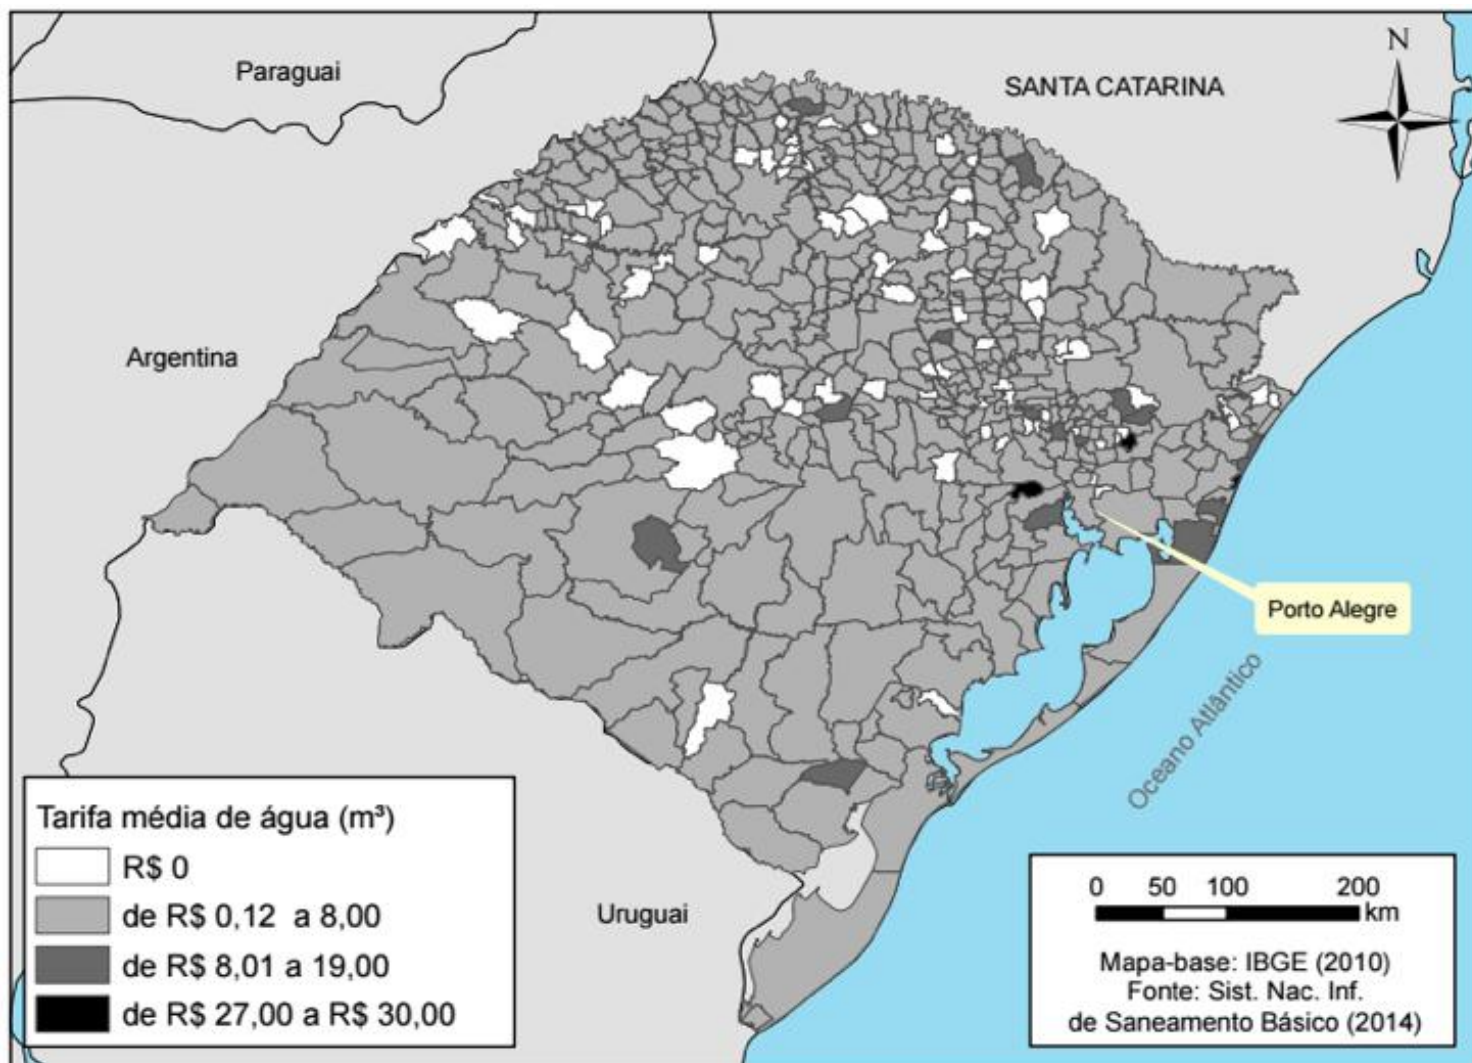 Paraguai
SANTA CATARINA
N
Argentina
Porto Alegre
Oceano Atlântico
Uruguai
Tarifa média de água (m³)
R$ 0
de R$ 0,12 a 8,00
de R$ 8,01 a 19,00
de R$ 27,00 a R$ 30,00
0 50 100 200
km
Mapa-base: IBGE (2010)
Fonte: Sist. Nac. Inf.
de Saneamento Básico (2014)